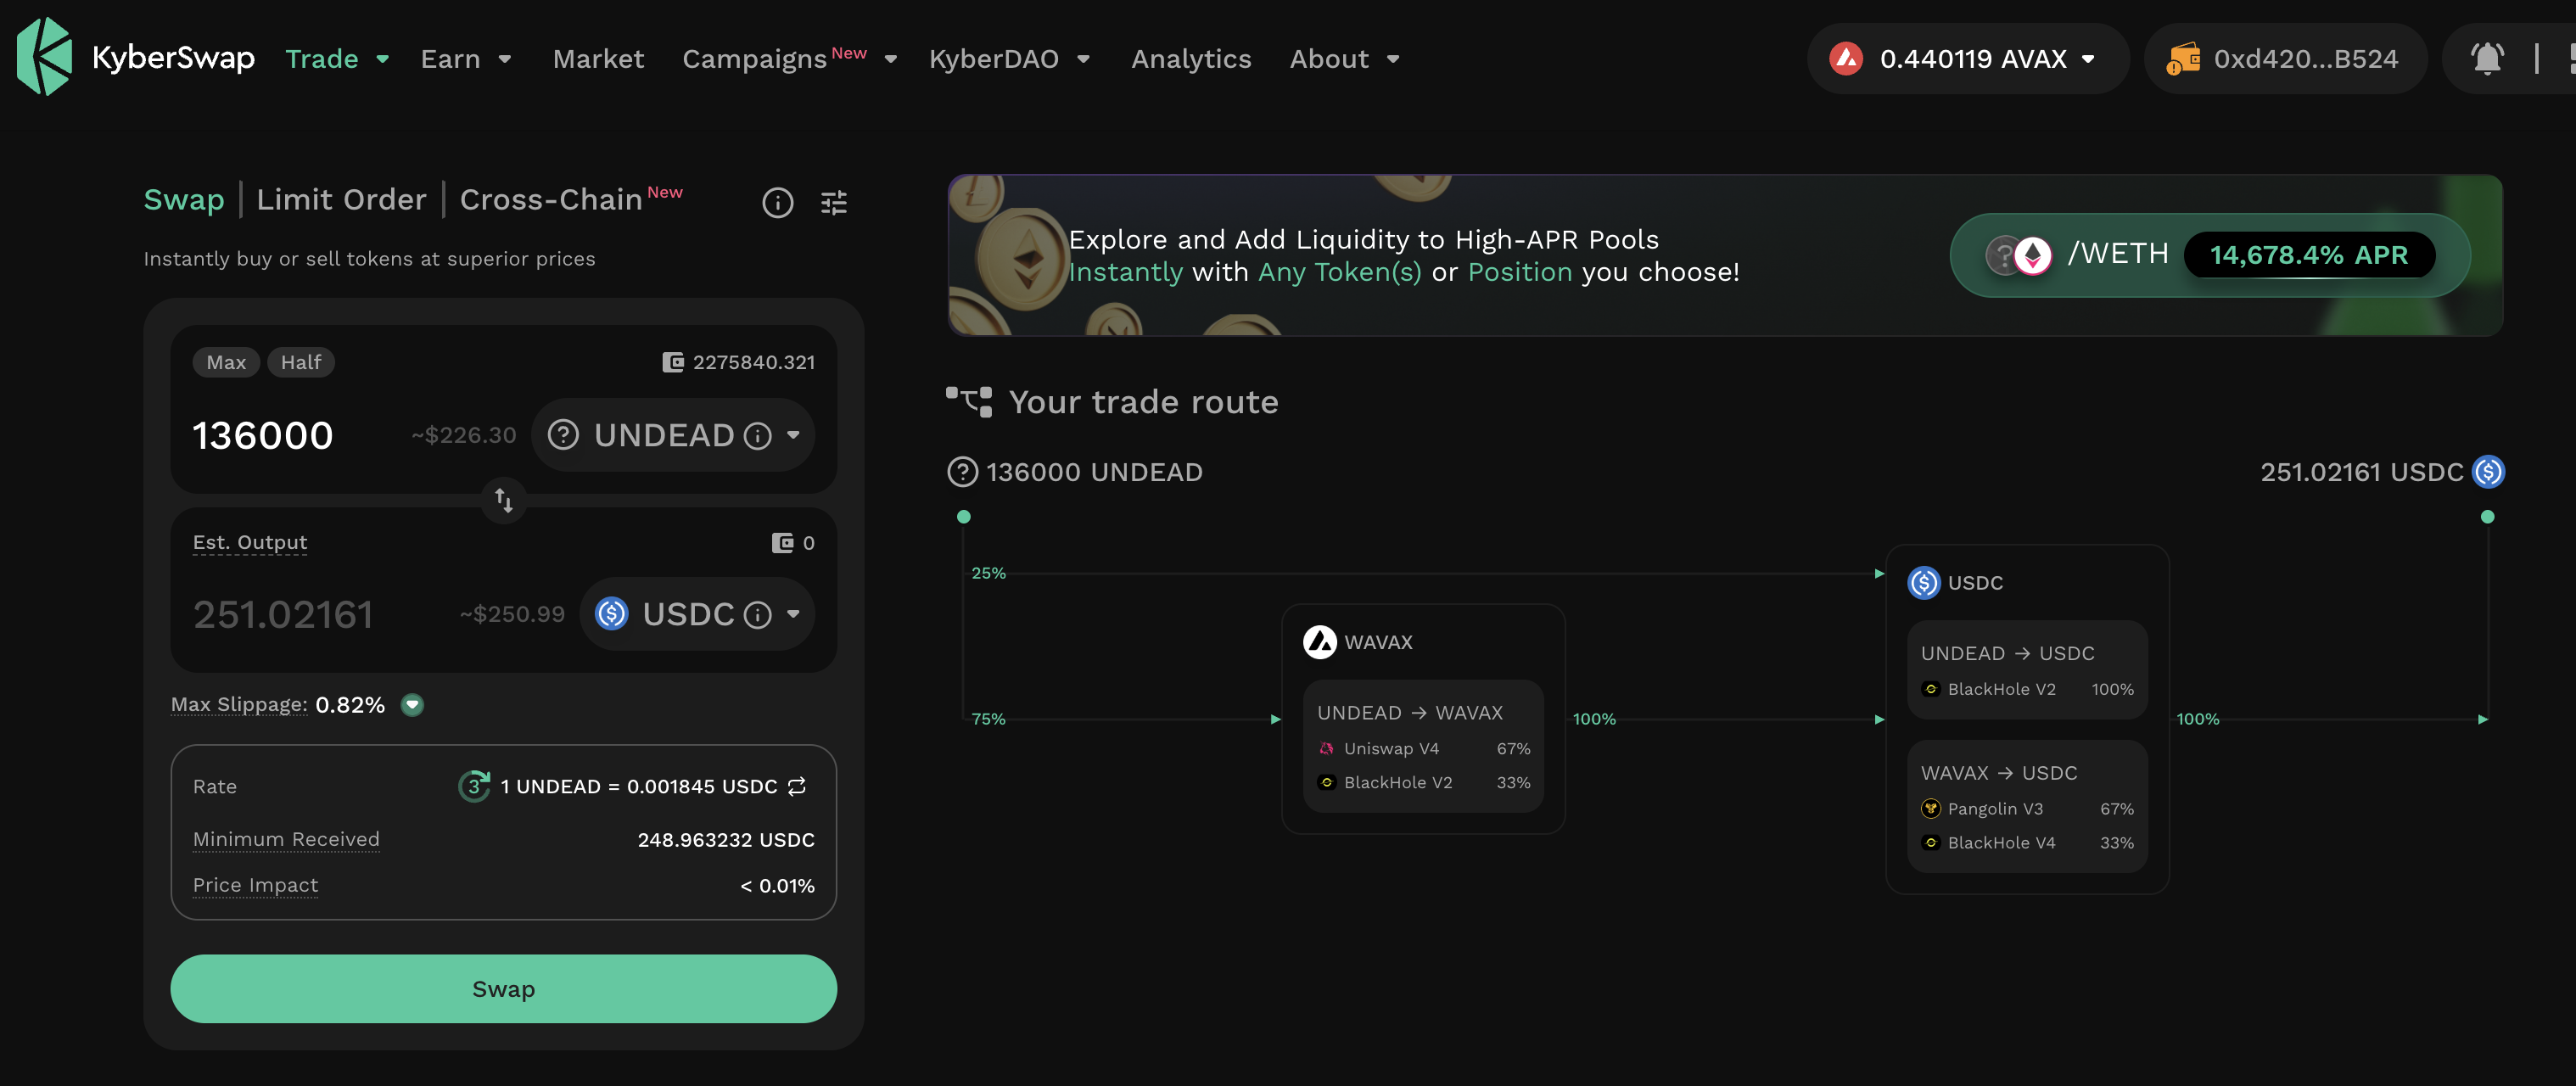 KyberSwap Trade Earn Market Campaigns New KyberDAO Analytics About 0.440119 AVAX 0xd420...B524
Swap | Limit Order | Cross-Chain New
Instantly buy or sell tokens at superior prices
Max Half 2275840.321
136000 ~$226.30 UNDEAD
Est. Output 0
251.02161 ~$250.99 USDC
Max Slippage: 0.82%
Rate 3 1 UNDEAD = 0.001845 USDC
Minimum Received 248.963232 USDC
Price Impact < 0.01%
Swap
Explore and Add Liquidity to High-APR Pools
Instantly with Any Token(s) or Position you choose!
/WETH 14,678.4% APR
Your trade route
136000 UNDEAD 251.02161 USDC
25%
75%
WAVAX
UNDEAD → WAVAX
Uniswap V4 67%
BlackHole V2 33%
100%
USDC
UNDEAD → USDC
BlackHole V2 100%
WAVAX → USDC
Pangolin V3 67%
BlackHole V4 33%
100%